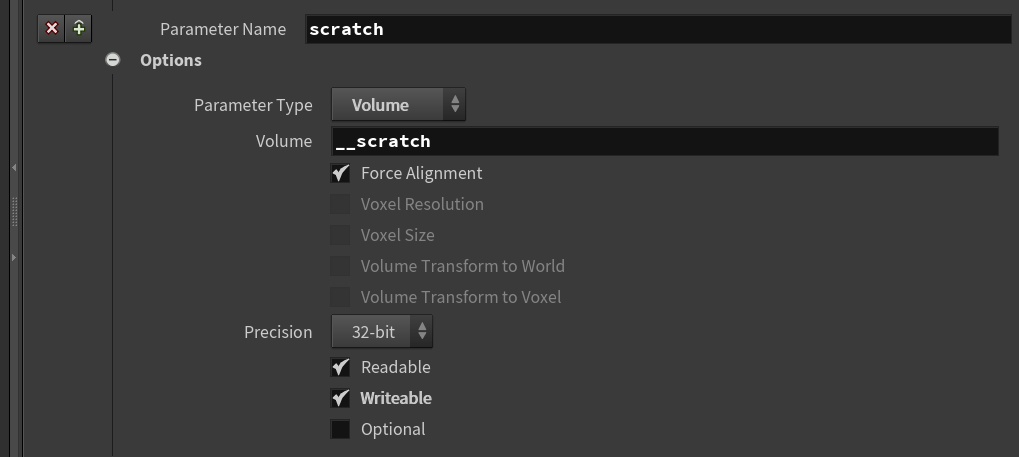 Parameter Name scratch
Options
Parameter Type Volume
Volume __scratch
Force Alignment
Voxel Resolution
Voxel Size
Volume Transform to World
Volume Transform to Voxel
Precision 32-bit
Readable
Writeable
Optional